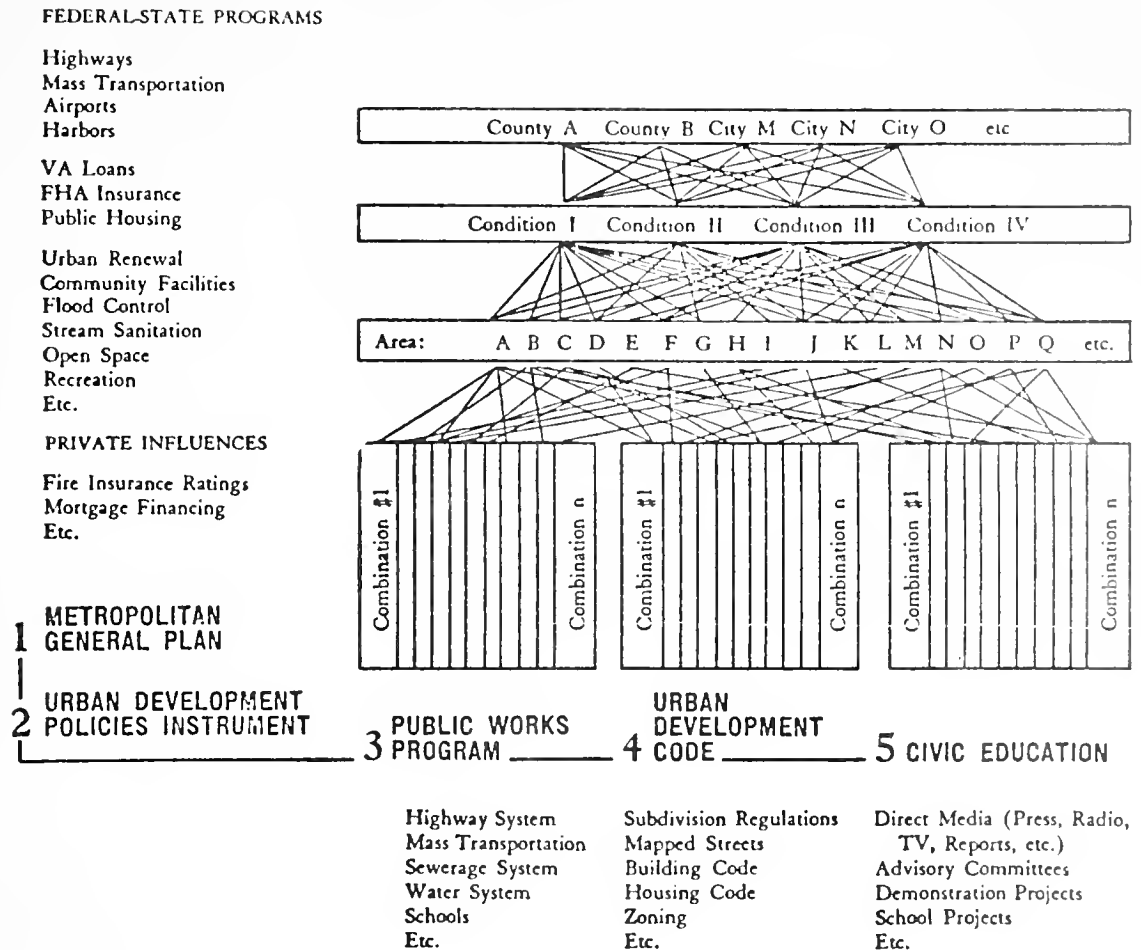 FEDERAL-STATE PROGRAMS
Highways
Mass Transportation
Airports
Harbors
VA Loans
FHA Insurance
Public Housing
Urban Renewal
Community Facilities
Flood Control
Stream Sanitation
Open Space
Recreation
Etc.
PRIVATE INFLUENCES
Fire Insurance Ratings
Mortgage Financing
Etc.
County A County B City M City N City O etc
Condition I Condition II Condition III Condition IV
Area: A B C D E F G H I J K L M N O P Q etc.
Combination #1
Combination n
Combination #1
Combination n
Combination #1
Combination n
1 METROPOLITAN
GENERAL PLAN
2 URBAN DEVELOPMENT
POLICIES INSTRUMENT
3 PUBLIC WORKS
PROGRAM
4 URBAN
DEVELOPMENT
CODE
5 CIVIC EDUCATION
Highway System
Mass Transportation
Sewerage System
Water System
Schools
Etc.
Subdivision Regulations
Mapped Streets
Building Code
Housing Code
Zoning
Etc.
Direct Media (Press, Radio,
TV, Reports, etc.)
Advisory Committees
Demonstration Projects
School Projects
Etc.